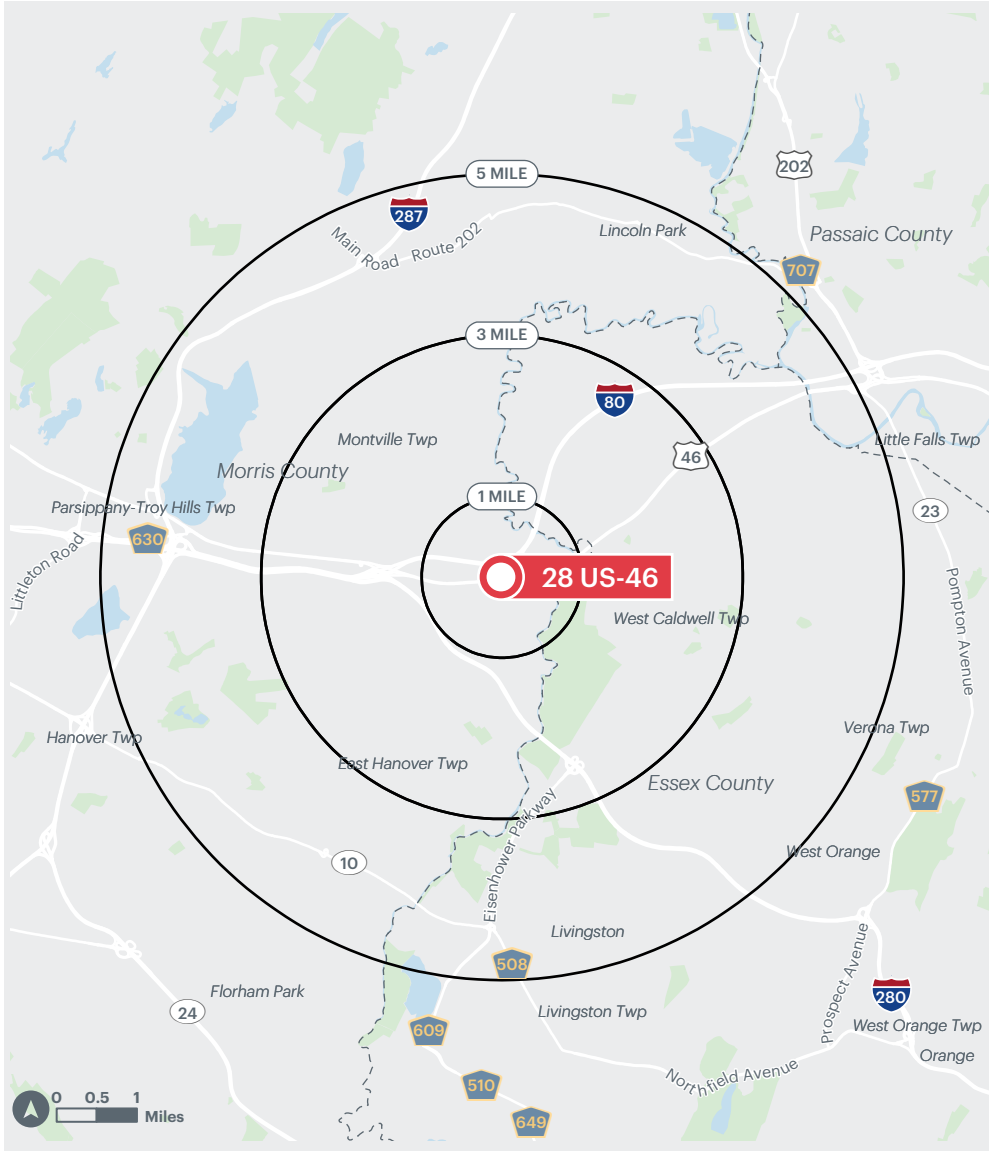 5 MILE
202
287
Main Road
Route 202
Lincoln Park
Passaic County
707
3 MILE
80
Montville Twp
46
Little Falls Twp
Morris County
1 MILE
Parsippany-Troy Hills Twp
23
630
Littleton Road
28 US-46
West Caldwell Twp
Pompton Avenue
Hanover Twp
Verona Twp
East Hanover Twp
Essex County
577
Eisenhower Parkway
West Orange
10
Livingston
508
Prospect Avenue
Florham Park
280
24
Livingston Twp
609
West Orange Twp
Orange
Northfield Avenue
510
0 0.5 1
Miles
649